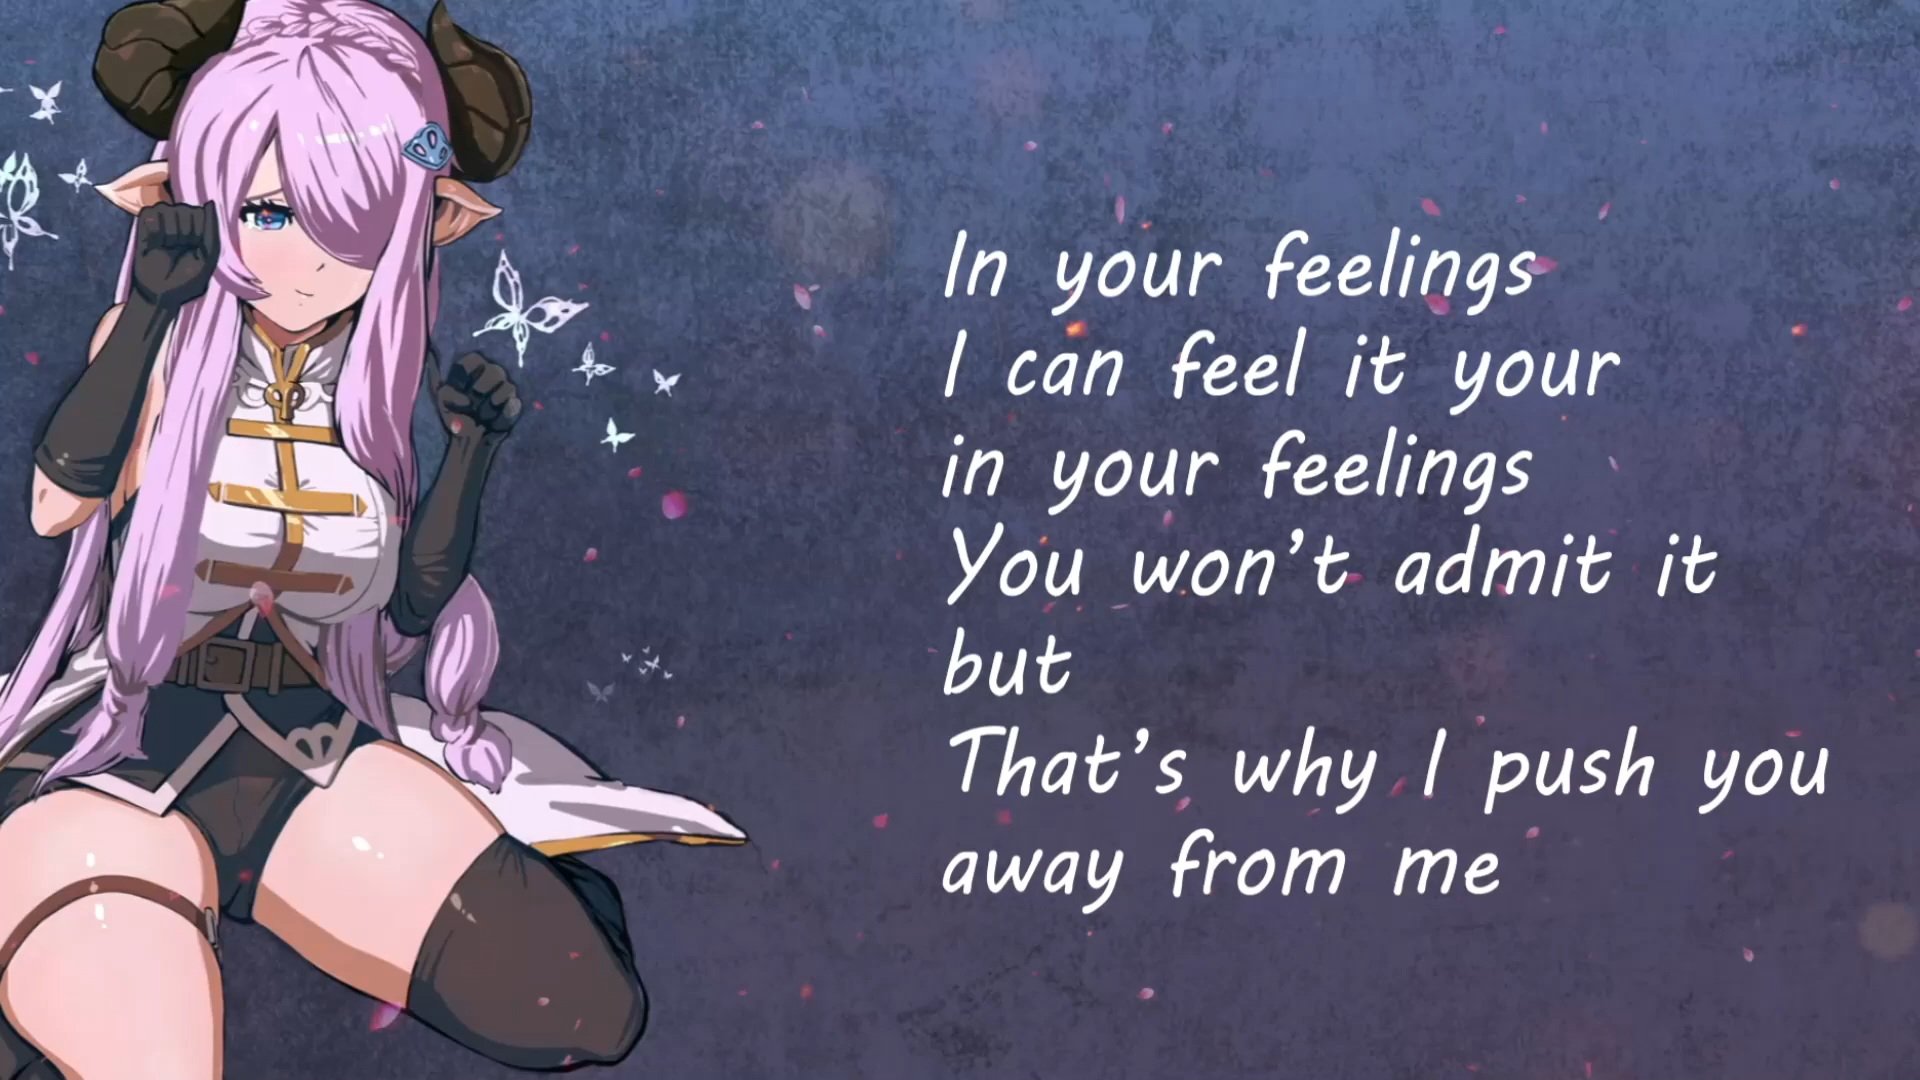 In your feelings
I can feel it your
in your feelings
You won’t admit it
but
That’s why I push you
away from me